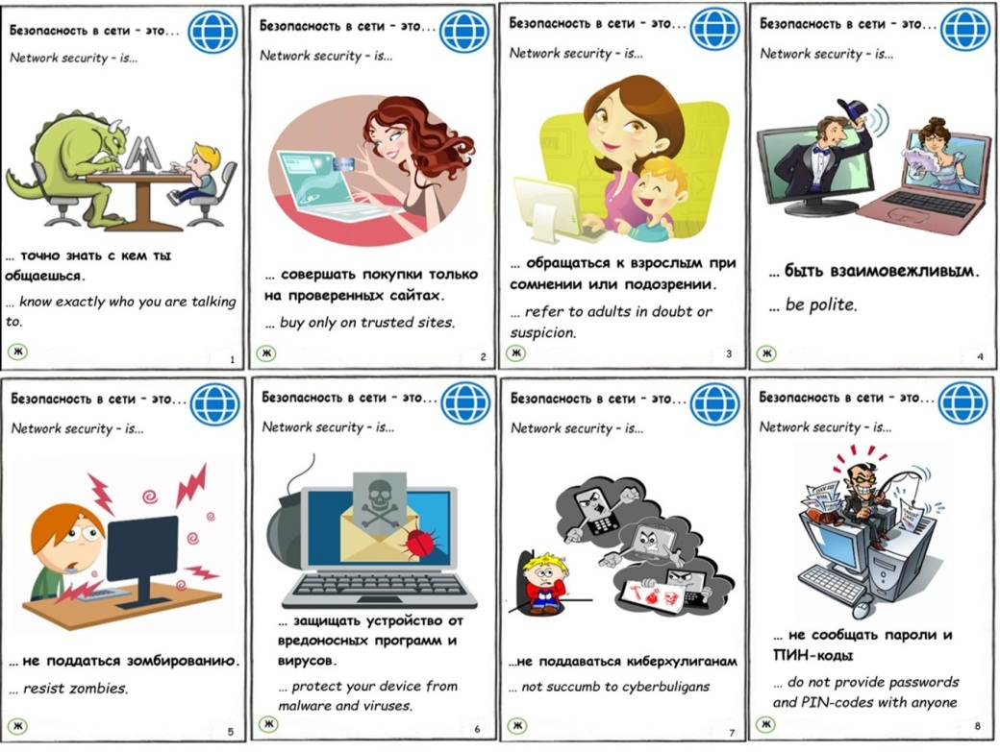 Безопасность в сети - это...
Network security - is...
... точно знать с кем ты
общаешься.
... know exactly who you are talking
to.
Ж
1
Безопасность в сети - это...
Network security - is...
... совершать покупки только
на проверенных сайтах.
... buy only on trusted sites.
Ж
2
Безопасность в сети - это...
Network security - is...
... обращаться к взрослым при
сомнении или подозрении.
... refer to adults in doubt or
suspicion.
Ж
3
Безопасность в сети - это...
Network security - is...
... быть взаимовежливым.
... be polite.
Ж
4
Безопасность в сети - это...
Network security - is...
... не поддаться зомбированию.
... resist zombies.
Ж
5
Безопасность в сети - это...
Network security - is...
... защищать устройство от
вредоносных программ и
вирусов.
... protect your device from
malware and viruses.
Ж
6
Безопасность в сети - это...
Network security - is...
...не поддаваться киберхулиганам
... not succumb to cyberbuligans
Ж
7
Безопасность в сети - это...
Network security - is...
... не сообщать пароли и
ПИН-коды
... do not provide passwords
and PIN-codes with anyone
Ж
8